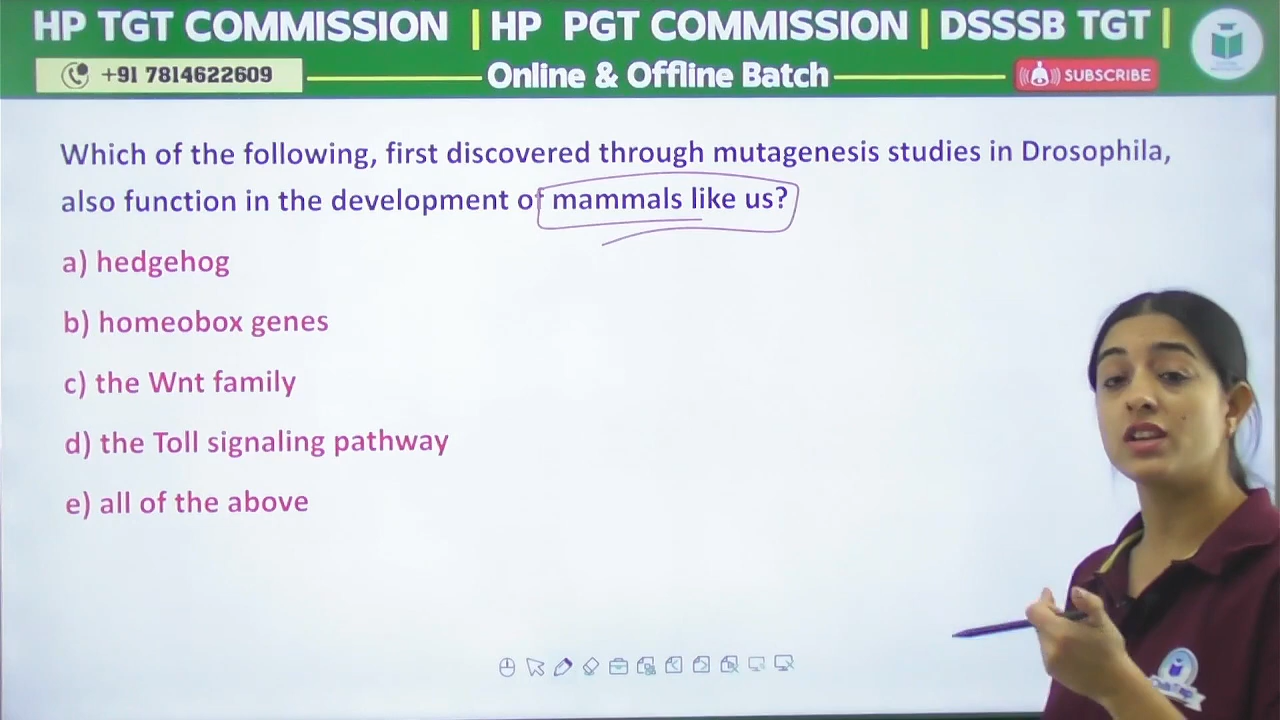 HP TGT COMMISSION | HP PGT COMMISSION | DSSSB TGT |
+91 7814622609
Online & Offline Batch
SUBSCRIBE
Which of the following, first discovered through mutagenesis studies in Drosophila,
also function in the development of mammals like us?
a) hedgehog
b) homeobox genes
c) the Wnt family
d) the Toll signaling pathway
e) all of the above